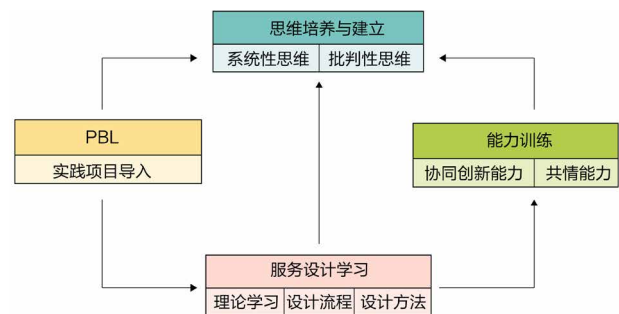 思维培养与建立
系统性思维 批判性思维
PBL
实践项目导入
能力训练
协同创新能力 共情能力
服务设计学习
理论学习 设计流程 设计方法